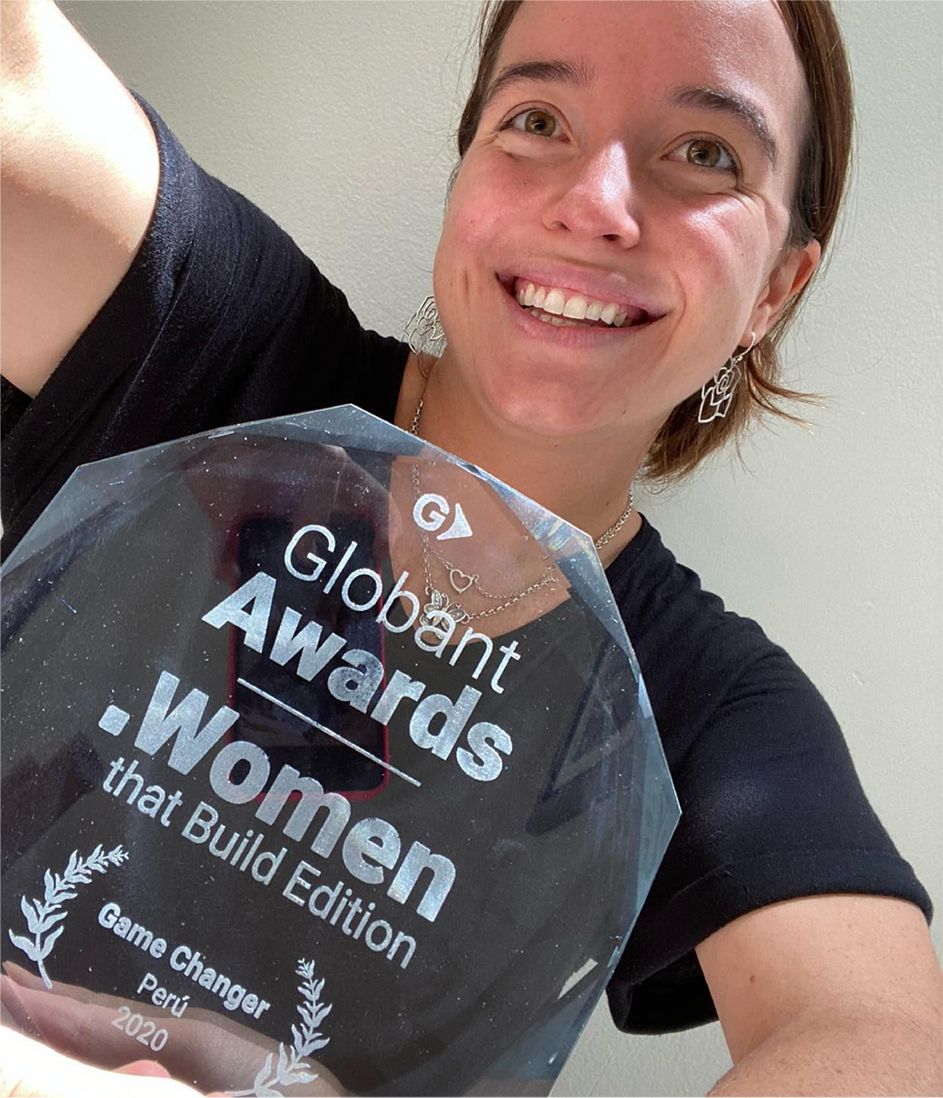 G
Globant
Awards
.Women
that Build Edition
Game Changer
Perú
2020